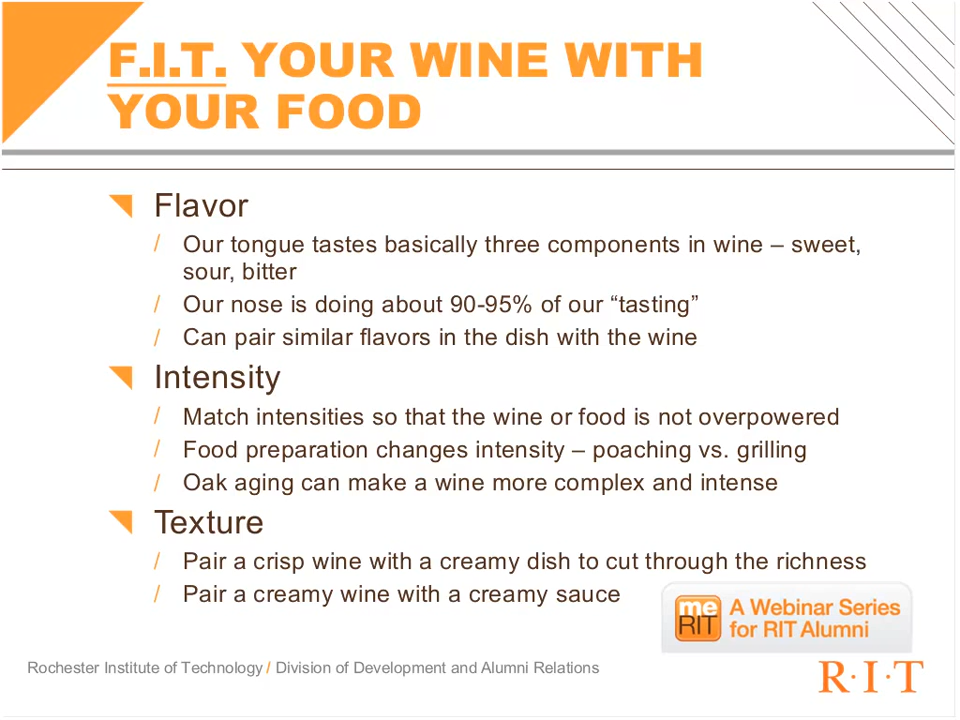 F.I.T. YOUR WINE WITH
YOUR FOOD
Flavor
/ Our tongue tastes basically three components in wine – sweet,
sour, bitter
/ Our nose is doing about 90-95% of our “tasting”
/ Can pair similar flavors in the dish with the wine
Intensity
/ Match intensities so that the wine or food is not overpowered
/ Food preparation changes intensity – poaching vs. grilling
/ Oak aging can make a wine more complex and intense
Texture
/ Pair a crisp wine with a creamy dish to cut through the richness
/ Pair a creamy wine with a creamy sauce
me
RIT
A Webinar Series
for RIT Alumni
Rochester Institute of Technology / Division of Development and Alumni Relations
R·I·T